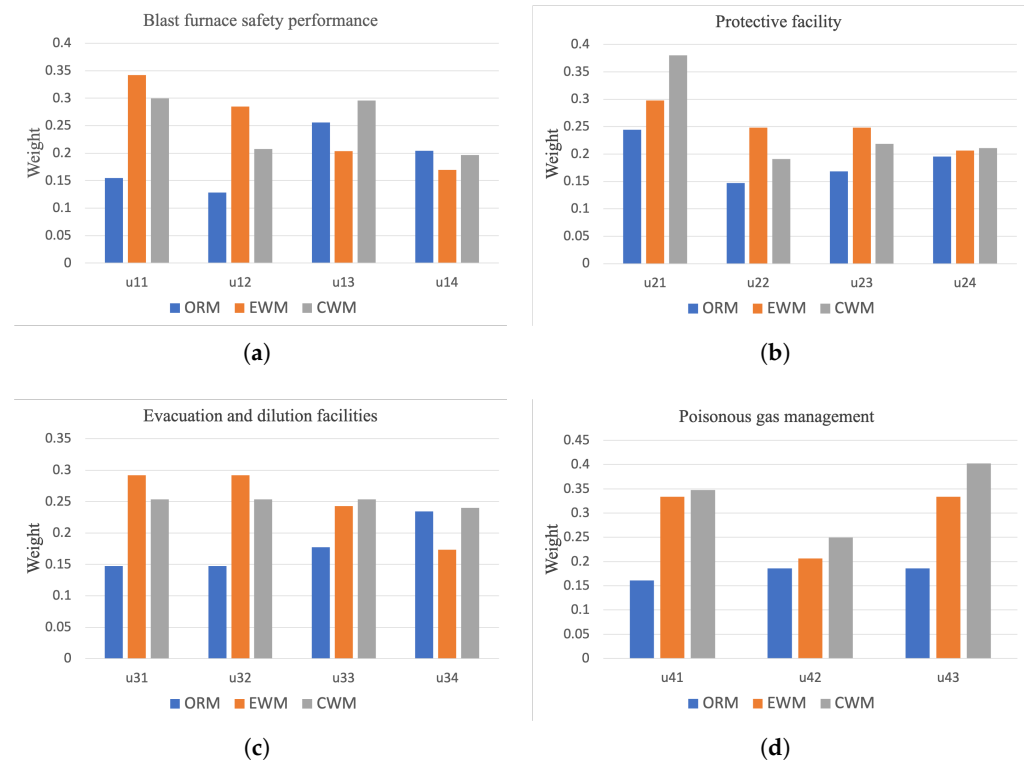 Blast furnace safety performance
0.4
0.35
0.3
0.25
0.2
0.15
0.1
0.05
0
Weight
u11 u12 u13 u14
ORM EWM CWM
(a)
Protective facility
0.4
0.35
0.3
0.25
0.2
0.15
0.1
0.05
0
Weight
u21 u22 u23 u24
ORM EWM CWM
(b)
Evacuation and dilution facilities
0.35
0.3
0.25
0.2
0.15
0.1
0.05
0
Weight
u31 u32 u33 u34
ORM EWM CWM
(c)
Poisonous gas management
0.45
0.4
0.35
0.3
0.25
0.2
0.15
0.1
0.05
0
Weight
u41 u42 u43
ORM EWM CWM
(d)